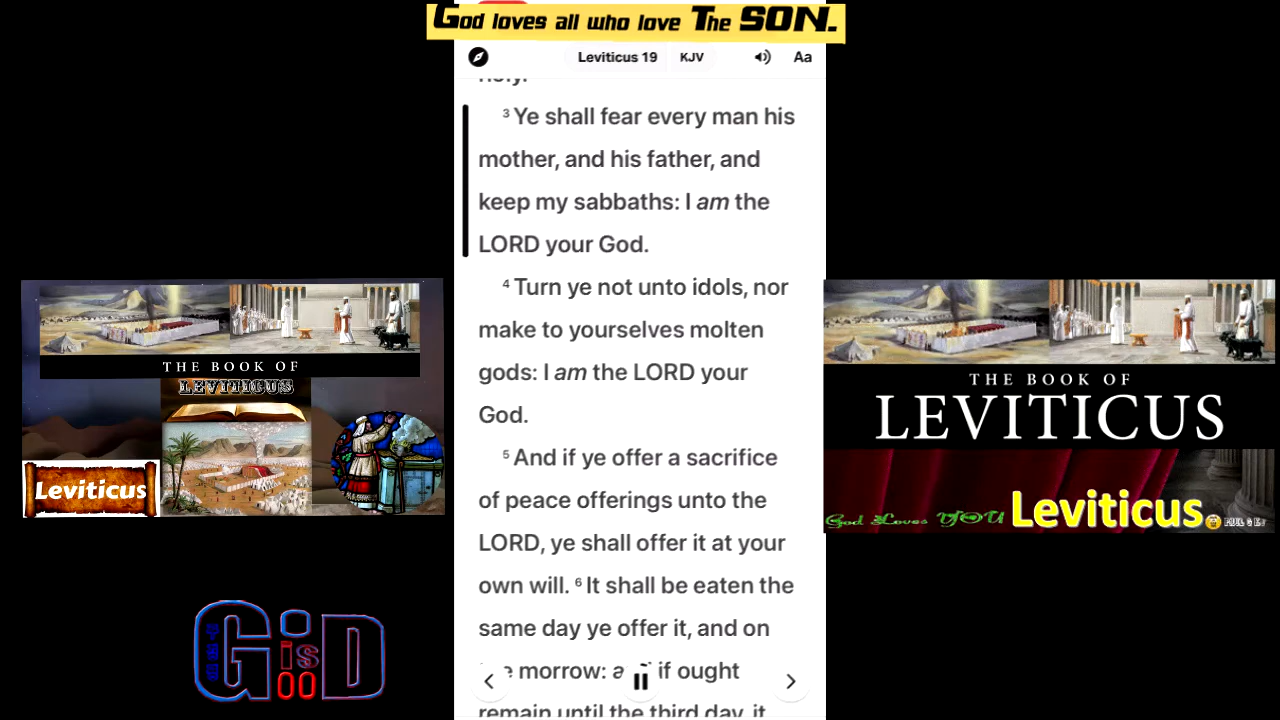 God loves all who love The SON.
Leviticus 19 KJV Aa
holy.
3 Ye shall fear every man his
mother, and his father, and
keep my sabbaths: I am the
LORD your God.
4 Turn ye not unto idols, nor
make to yourselves molten
gods: I am the LORD your
God.
5 And if ye offer a sacrifice
of peace offerings unto the
LORD, ye shall offer it at your
own will. 6 It shall be eaten the
same day ye offer it, and on
morrow: if ought
remain until the third day, it
THE BOOK OF
LEVITICUS
Leviticus
THE BOOK OF
LEVITICUS
God Loves YOU Leviticus.
G is D